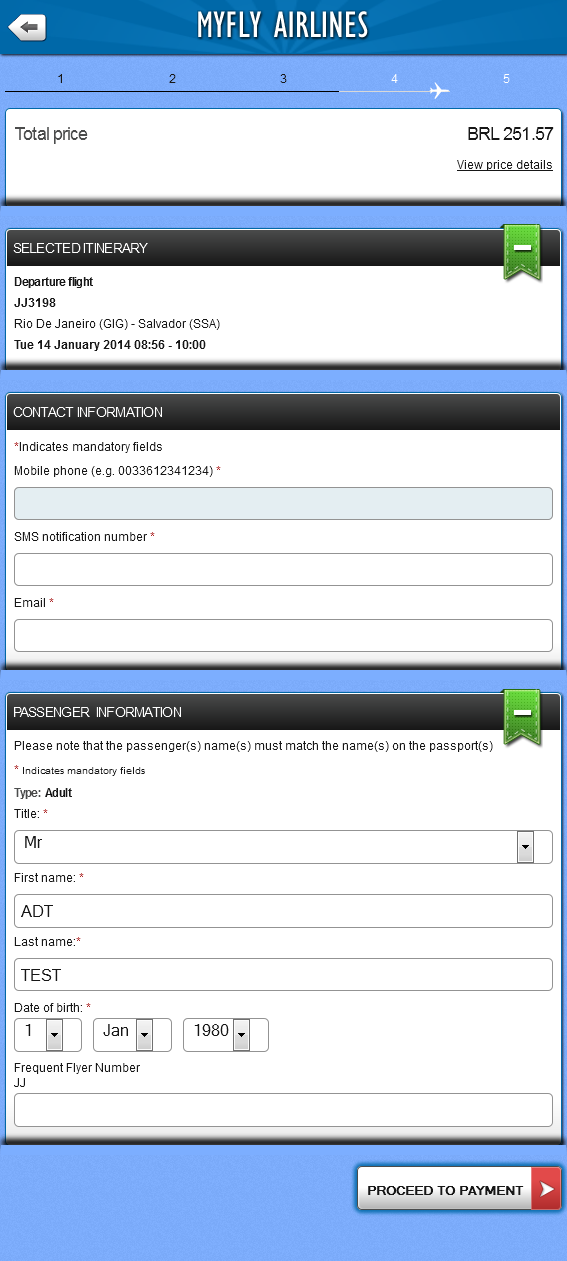 MYFLY AIRLINES
1 2 3 4 5
Total price BRL 251.57
View price details
SELECTED ITINERARY
Departure flight
JJ3198
Rio De Janeiro (GIG) - Salvador (SSA)
Tue 14 January 2014 08:56 - 10:00
CONTACT INFORMATION
*Indicates mandatory fields
Mobile phone (e.g. 0033612341234) *
SMS notification number *
Email *
PASSENGER INFORMATION
Please note that the passenger(s) name(s) must match the name(s) on the passport(s)
* Indicates mandatory fields
Type: Adult
Title: *
Mr
First name: *
ADT
Last name:*
TEST
Date of birth: *
1 Jan 1980
Frequent Flyer Number
JJ
PROCEED TO PAYMENT